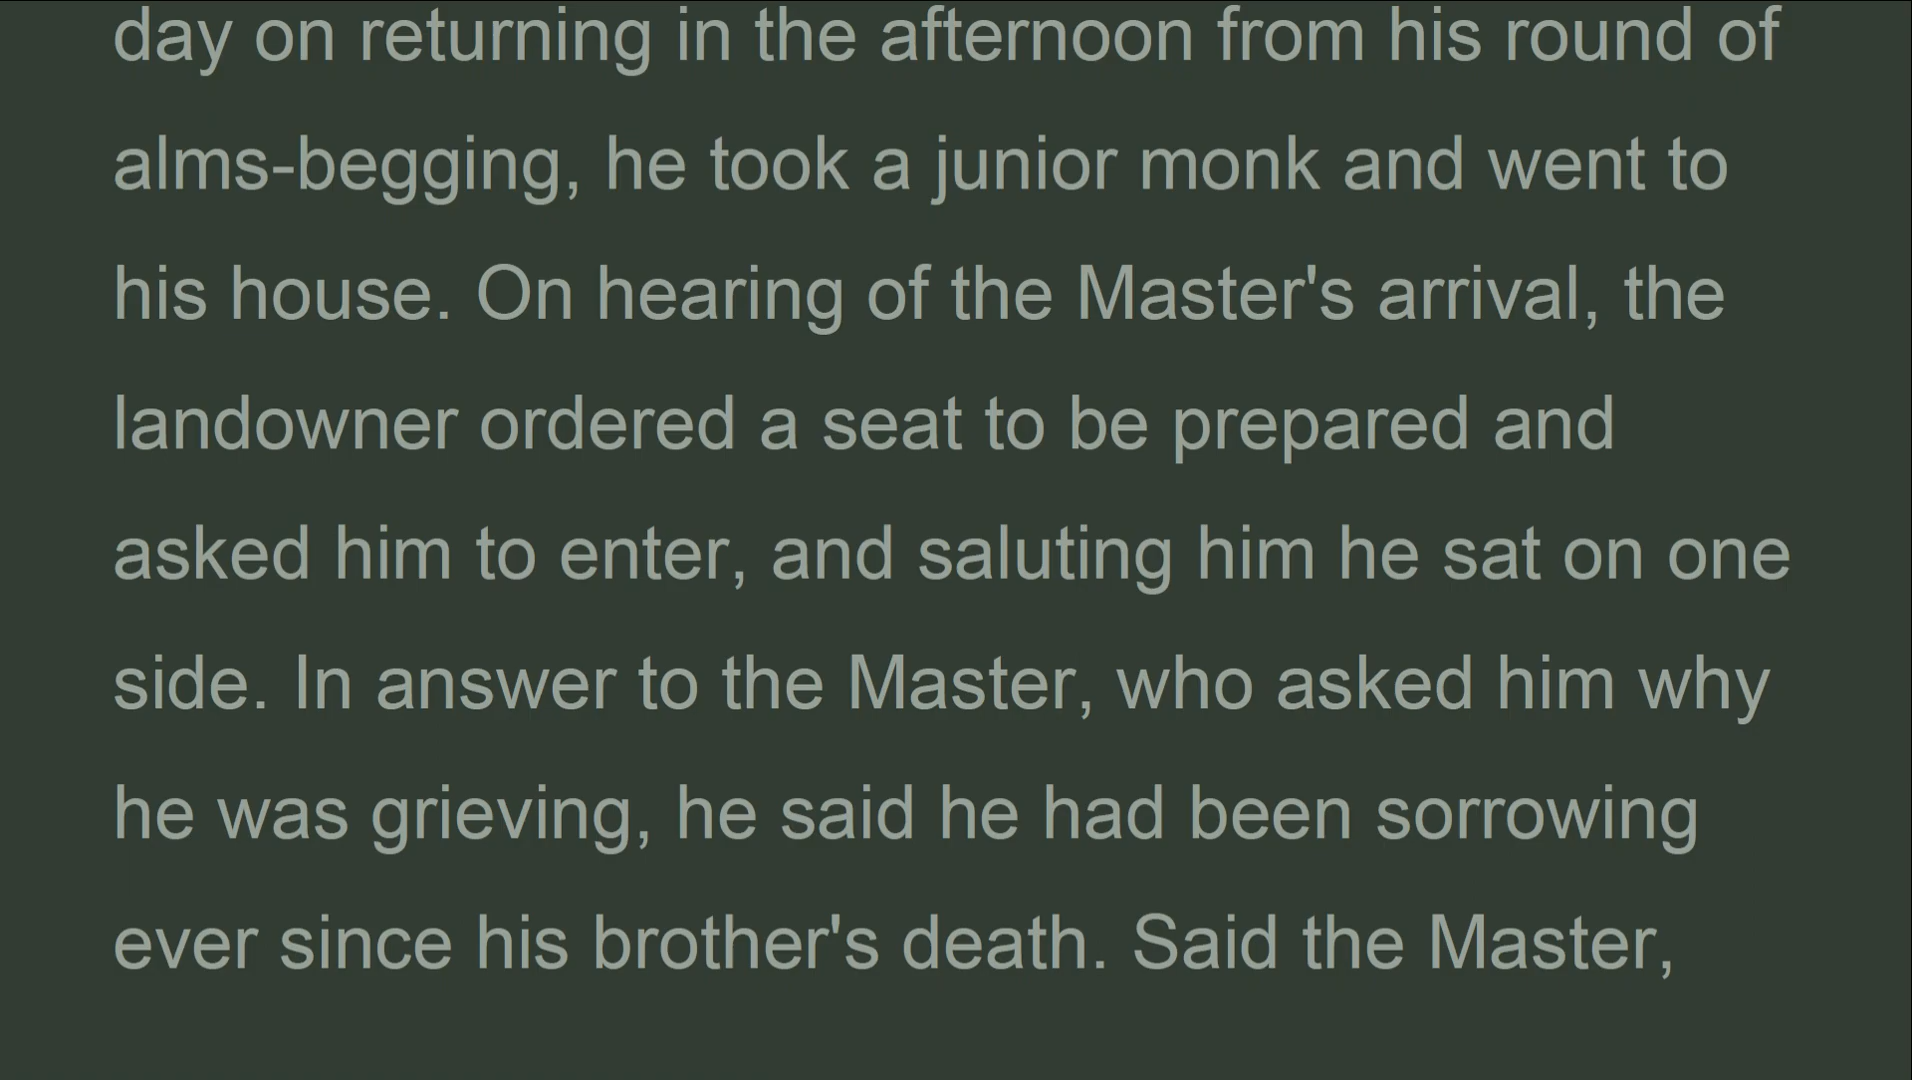 day on returning in the afternoon from his round of
alms-begging, he took a junior monk and went to
his house. On hearing of the Master's arrival, the
landowner ordered a seat to be prepared and
asked him to enter, and saluting him he sat on one
side. In answer to the Master, who asked him why
he was grieving, he said he had been sorrowing
ever since his brother's death. Said the Master,